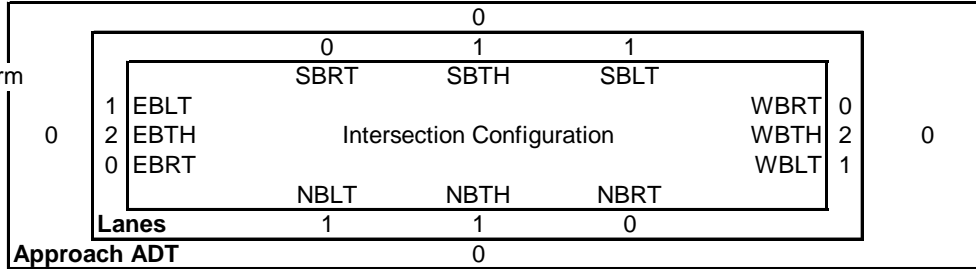 0
0 1 1
SBRT SBTH SBLT
rm
1 EBLT WBRT 0
0 2 EBTH Intersection Configuration WBTH 2 0
0 EBRT WBLT 1
NBLT NBTH NBRT
Lanes 1 1 0
Approach ADT 0